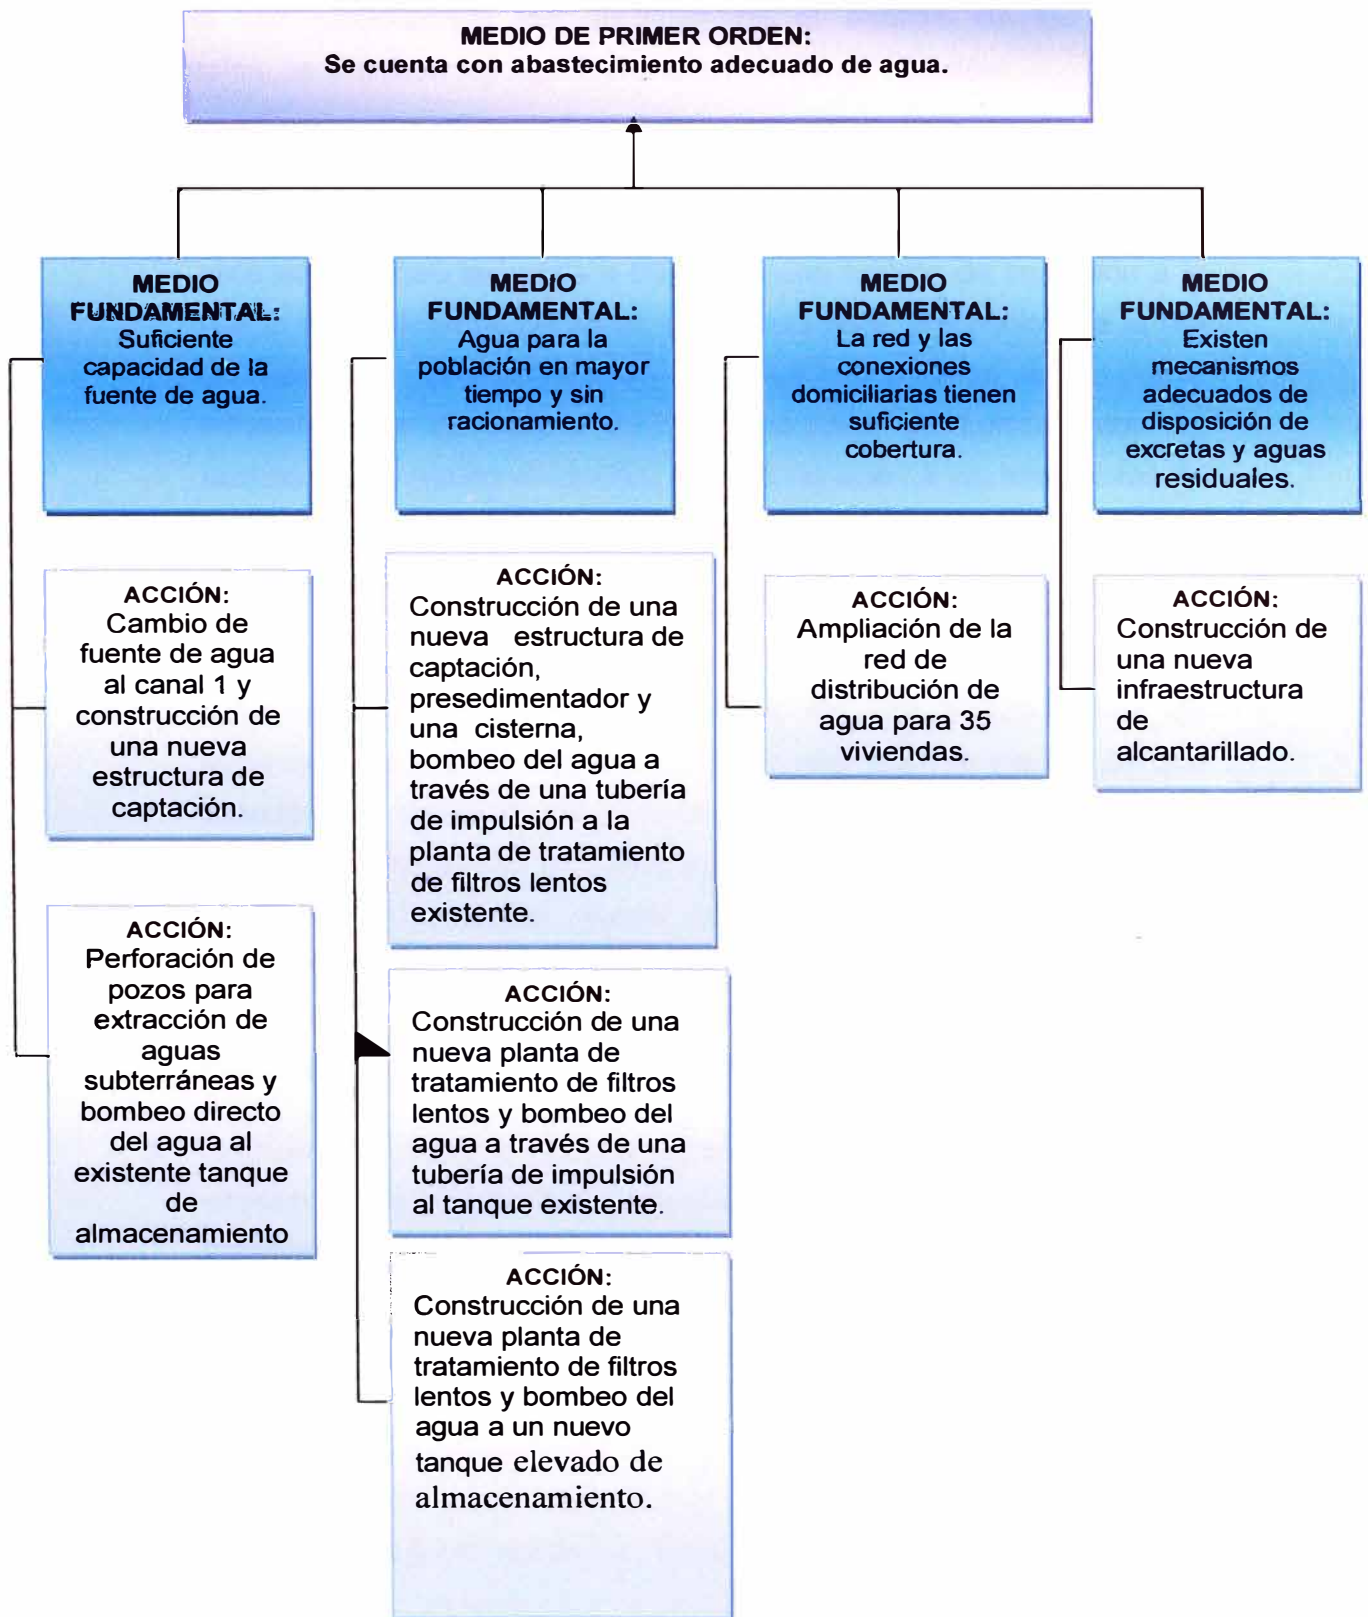 MEDIO DE PRIMER ORDEN:
Se cuenta con abastecimiento adecuado de agua.
MEDIO
FUNDAMENTAL:
Suficiente
capacidad de la
fuente de agua.
MEDIO
FUNDAMENTAL:
Agua para la
población en mayor
tiempo y sin
racionamiento.
MEDIO
FUNDAMENTAL:
La red y las
conexiones
domiciliarias tienen
suficiente
cobertura.
MEDIO
FUNDAMENTAL:
Existen
mecanismos
adecuados de
disposición de
excretas y aguas
residuales.
ACCIÓN:
Cambio de
fuente de agua
al canal 1 y
construcción de
una nueva
estructura de
captación.
ACCIÓN:
Perforación de
pozos para
extracción de
aguas
subterráneas y
bombeo directo
del agua al
existente tanque
de
almacenamiento
ACCIÓN:
Construcción de una
nueva estructura de
captación,
presedimentador y
una cisterna,
bombeo del agua a
través de una tubería
de impulsión a la
planta de tratamiento
de filtros lentos
existente.
ACCIÓN:
Construcción de una
nueva planta de
tratamiento de filtros
lentos y bombeo del
agua a través de una
tubería de impulsión
al tanque existente.
ACCIÓN:
Construcción de una
nueva planta de
tratamiento de filtros
lentos y bombeo del
agua a un nuevo
tanque elevado de
almacenamiento.
ACCIÓN:
Ampliación de la
red de
distribución de
agua para 35
viviendas.
ACCIÓN:
Construcción de
una nueva
infraestructura
de
alcantarillado.